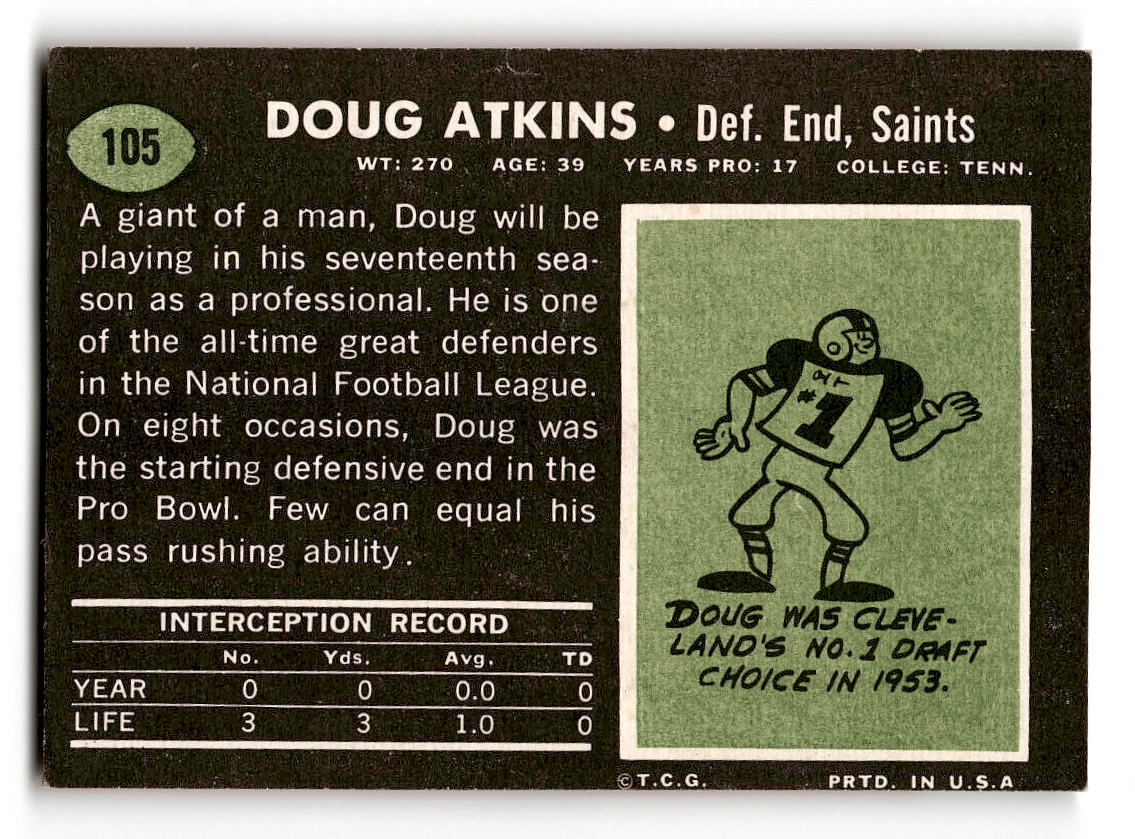 105
DOUG ATKINS • Def. End, Saints
WT: 270 AGE: 39 YEARS PRO: 17 COLLEGE: TENN.
A giant of a man, Doug will be
playing in his seventeenth sea-
son as a professional. He is one
of the all-time great defenders
in the National Football League.
On eight occasions, Doug was
the starting defensive end in the
Pro Bowl. Few can equal his
pass rushing ability.
INTERCEPTION RECORD
No. Yds. Avg. TD
YEAR 0 0 0.0 0
LIFE 3 3 1.0 0
#1
DOUG WAS CLEVE-
LAND'S NO. 1 DRAFT
CHOICE IN 1953.
© T.C.G. PRTD. IN U.S.A